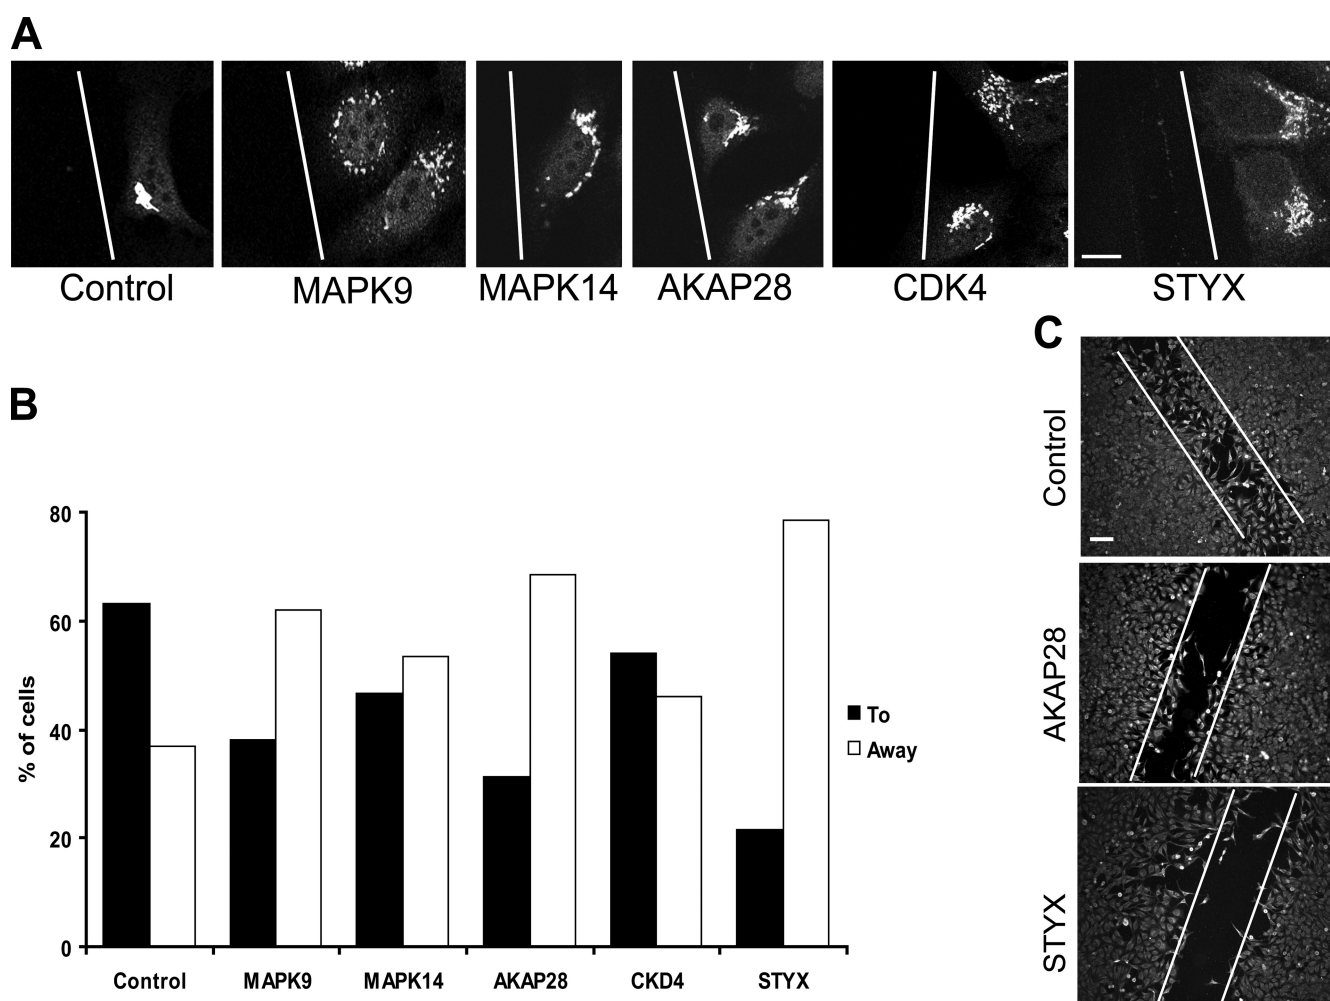 A
Control MAPK9 MAPK14 AKAP28 CDK4 STYX
C
Control
AKAP28
STYX
B
80
60
40
20
0
% of cells
Control MAPK9 MAPK14 AKAP28 CKD4 STYX
To
Away